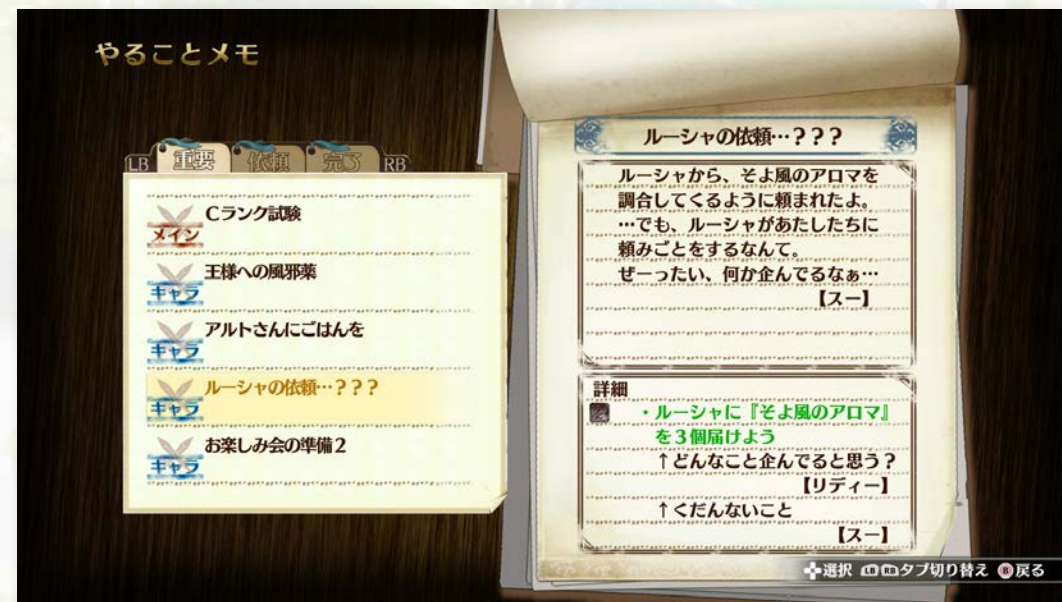 やることメモ
LB 重要 依頼 完了 RB
メイン
Cランク試験
キャラ
王様への風邪薬
キャラ
アルトさんにごはんを
キャラ
ルーシャの依頼…？？？
キャラ
お楽しみ会の準備２
ルーシャの依頼…？？？
ルーシャから、そよ風のアロマを
調合してくるように頼まれたよ。
…でも、ルーシャがあたしたちに
頼みごとをするなんて。
ぜーったい、何か企んでるなぁ…
【スー】
詳細
・ルーシャに『そよ風のアロマ』
を３個届けよう
↑どんなこと企んでると思う？
【リディー】
↑くだんないこと
【スー】
選択 LB RB タブ切り替え B 戻る